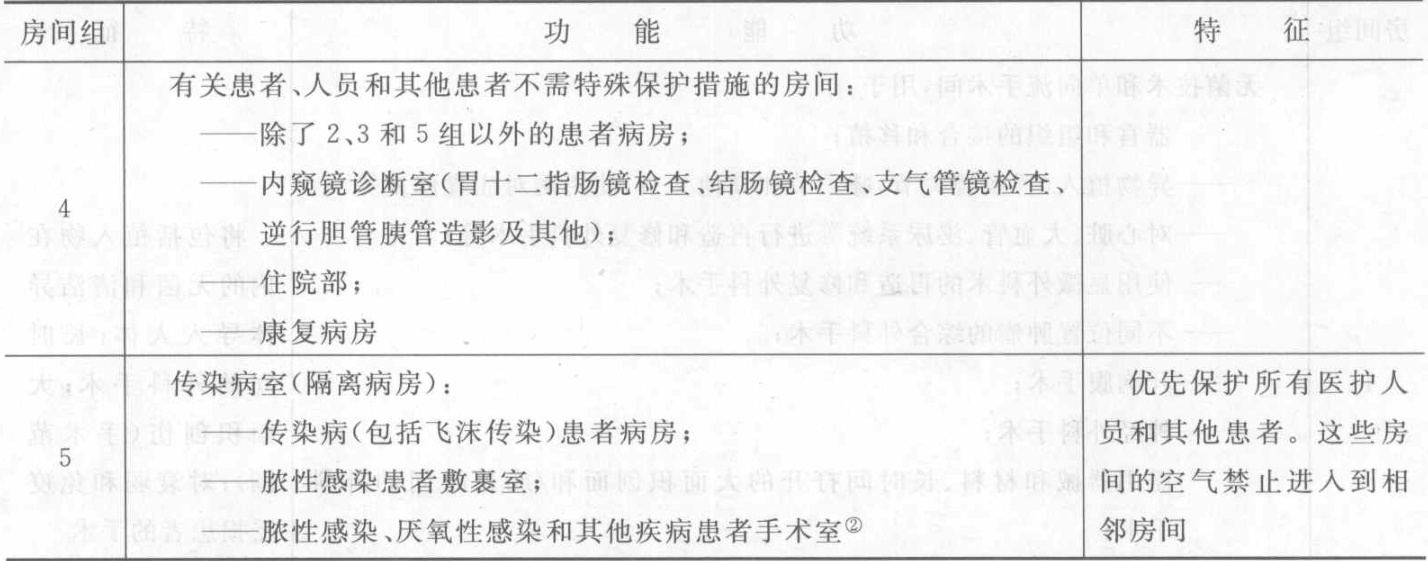 房间组 功能 特征
有关患者、人员和其他患者不需特殊保护措施的房间：
——除了 2、3 和 5 组以外的患者病房；
——内窥镜诊断室（胃十二指肠镜检查、结肠镜检查、支气管镜检查、
4
逆行胆管胰管造影及其他）；
——住院部；
——康复病房
传染病室（隔离病房）：
——传染病（包括飞沫传染）患者病房；
5
——脓性感染患者敷裹室；
——脓性感染、厌氧性感染和其他疾病患者手术室②
优先保护所有医护人
员和其他患者。这些房
间的空气禁止进入到相
邻房间